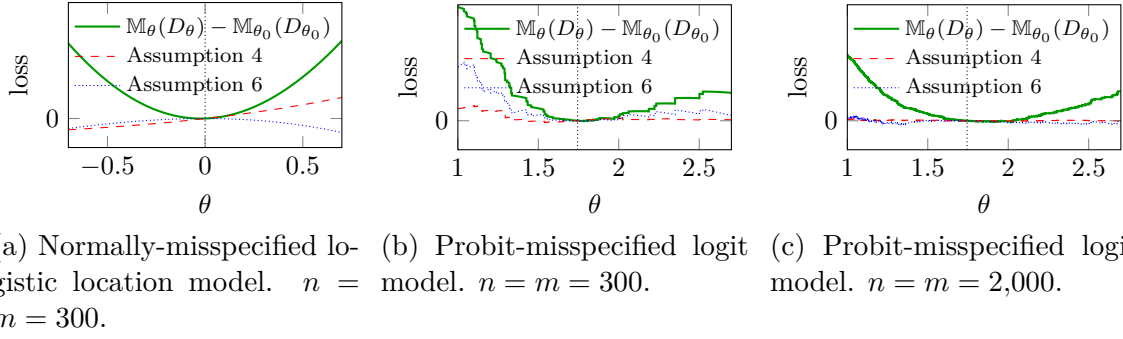 loss
𝕄_θ(D_θ) − 𝕄_θ₀(D_θ₀)
Assumption 4
Assumption 6
0
−0.5 0 0.5
θ
loss
𝕄_θ(D_θ) − 𝕄_θ₀(D_θ₀)
Assumption 4
Assumption 6
0
1 1.5 2 2.5
θ
loss
𝕄_θ(D_θ) − 𝕄_θ₀(D_θ₀)
Assumption 4
Assumption 6
0
1 1.5 2 2.5
θ
a) Normally-misspecified lo-
gistic location model. n =
m = 300.
(b) Probit-misspecified logit
model. n = m = 300.
(c) Probit-misspecified logi
model. n = m = 2,000.